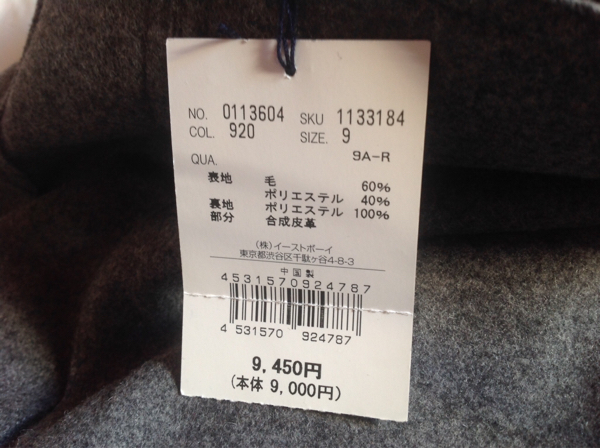 NO. 0113604 SKU 1133184
COL. 920 SIZE. 9
9A-R
QUA.
表地 毛 60%
ポリエステル 40%
裏地 ポリエステル 100%
部分 合成皮革
(株)イーストボーイ
東京都渋谷区千駄ヶ谷4-8-3
中国製
4531570924787
4 531570 924787
9,450円
(本体 9,000円)